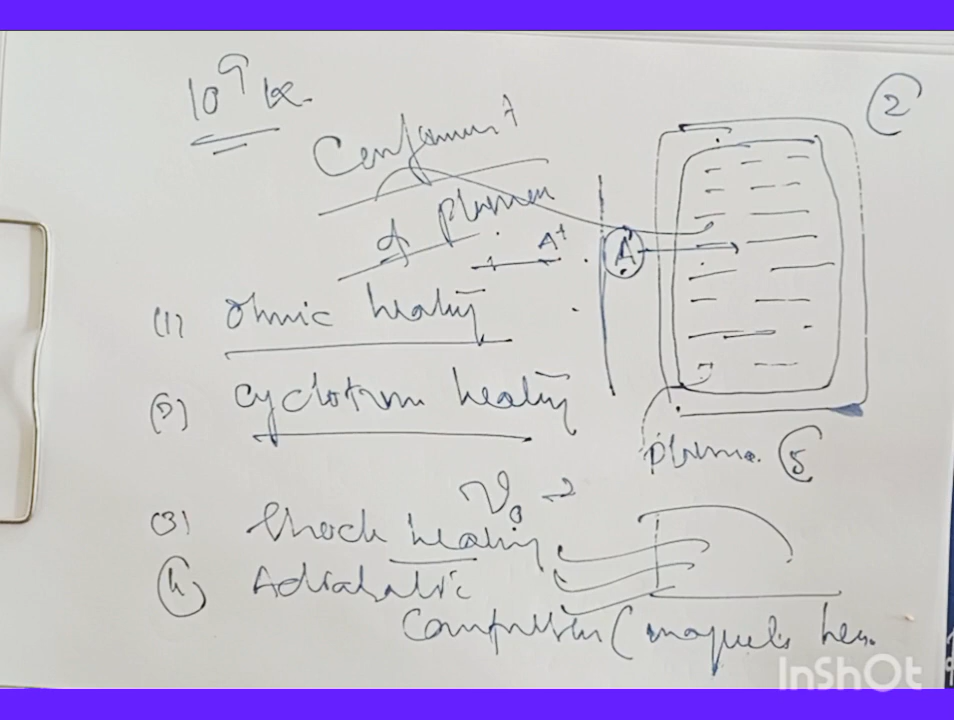 10⁹ K.
2
Confinment
of plasma
A⁺
A
(1) Ohmic heating
(2) Cyclotron heating
plasma. (5)
V₀
(3) Shock heating
(4) Adiabatic
Compression (magnetic
InShOt